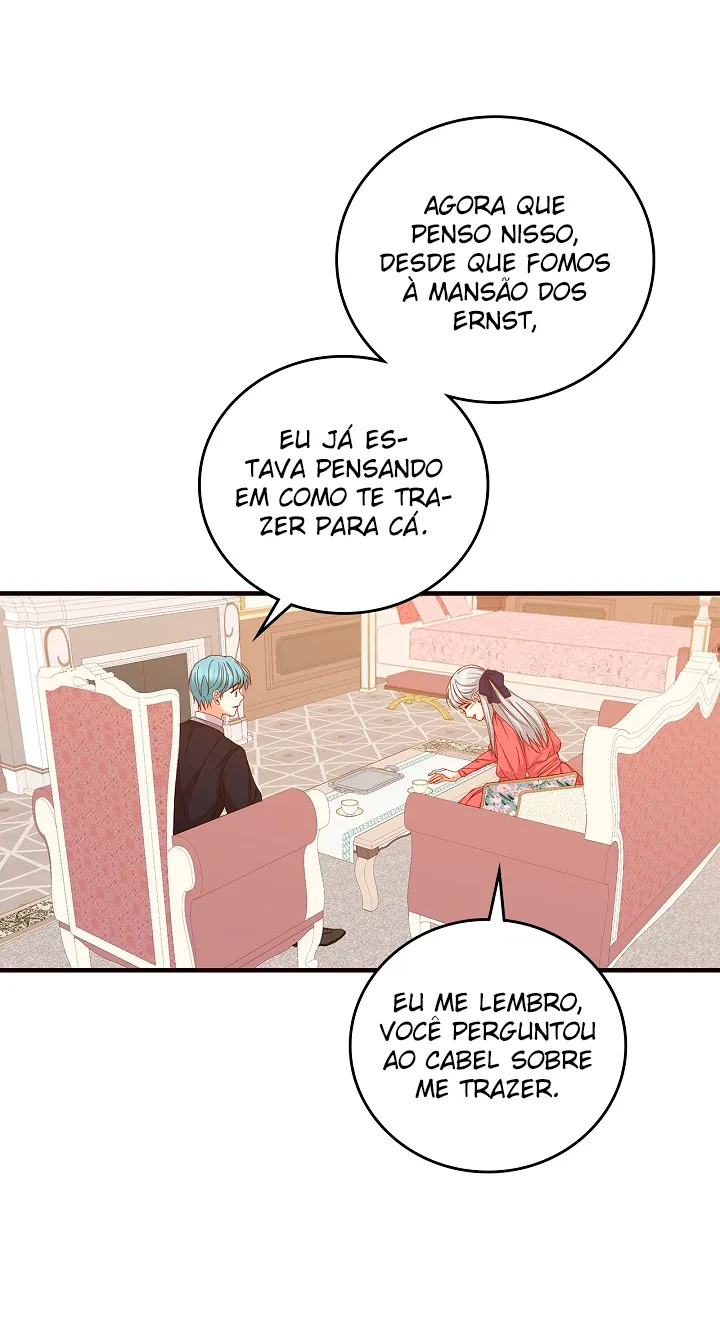 AGORA QUE
PENSO NISSO,
DESDE QUE FOMOS
À MANSÃO DOS
ERNST,
EU JÁ ES-
TAVA PENSANDO
EM COMO TE TRA-
ZER PARA CÁ.
EU ME LEMBRO,
VOCÊ PERGUNTOU
AO CABEL SOBRE
ME TRAZER.